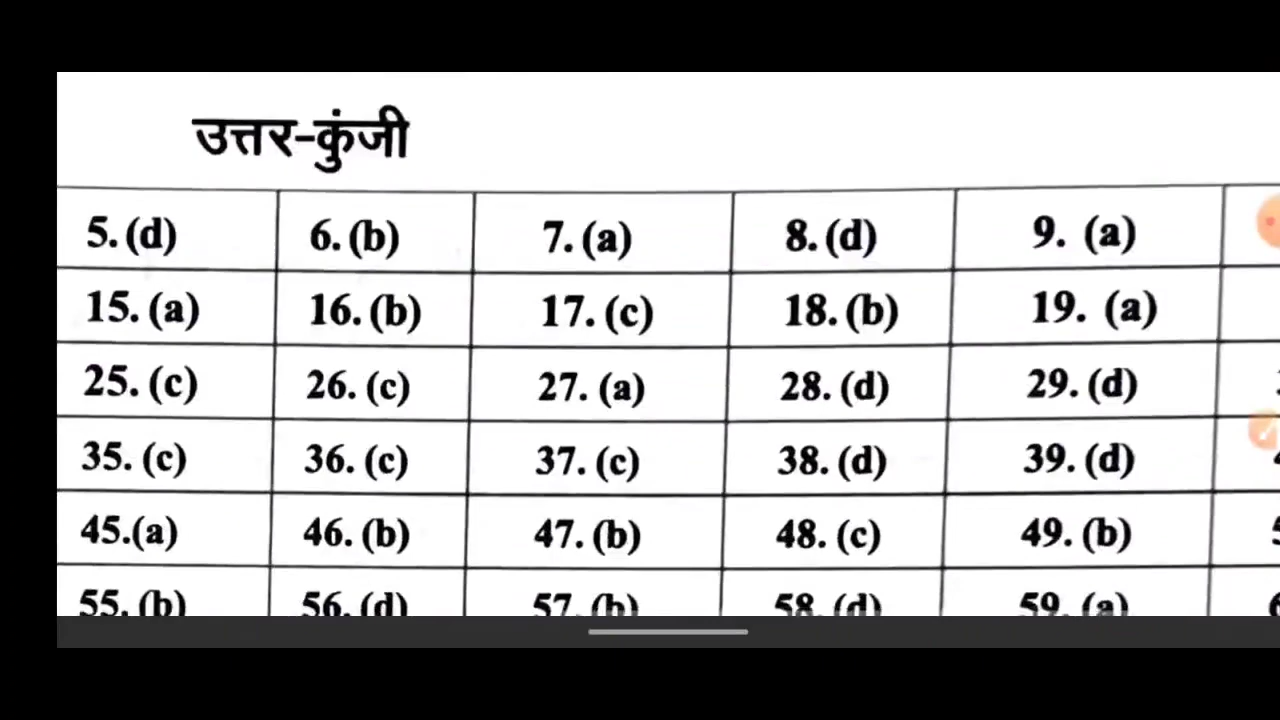 उत्तर-कुंजी
5. (d) 6. (b) 7. (a) 8. (d) 9. (a)
15. (a) 16. (b) 17. (c) 18. (b) 19. (a)
25. (c) 26. (c) 27. (a) 28. (d) 29. (d)
35. (c) 36. (c) 37. (c) 38. (d) 39. (d)
45.(a) 46. (b) 47. (b) 48. (c) 49. (b)
55. (b) 56. (d) 57. (b) 58. (d) 59. (a)